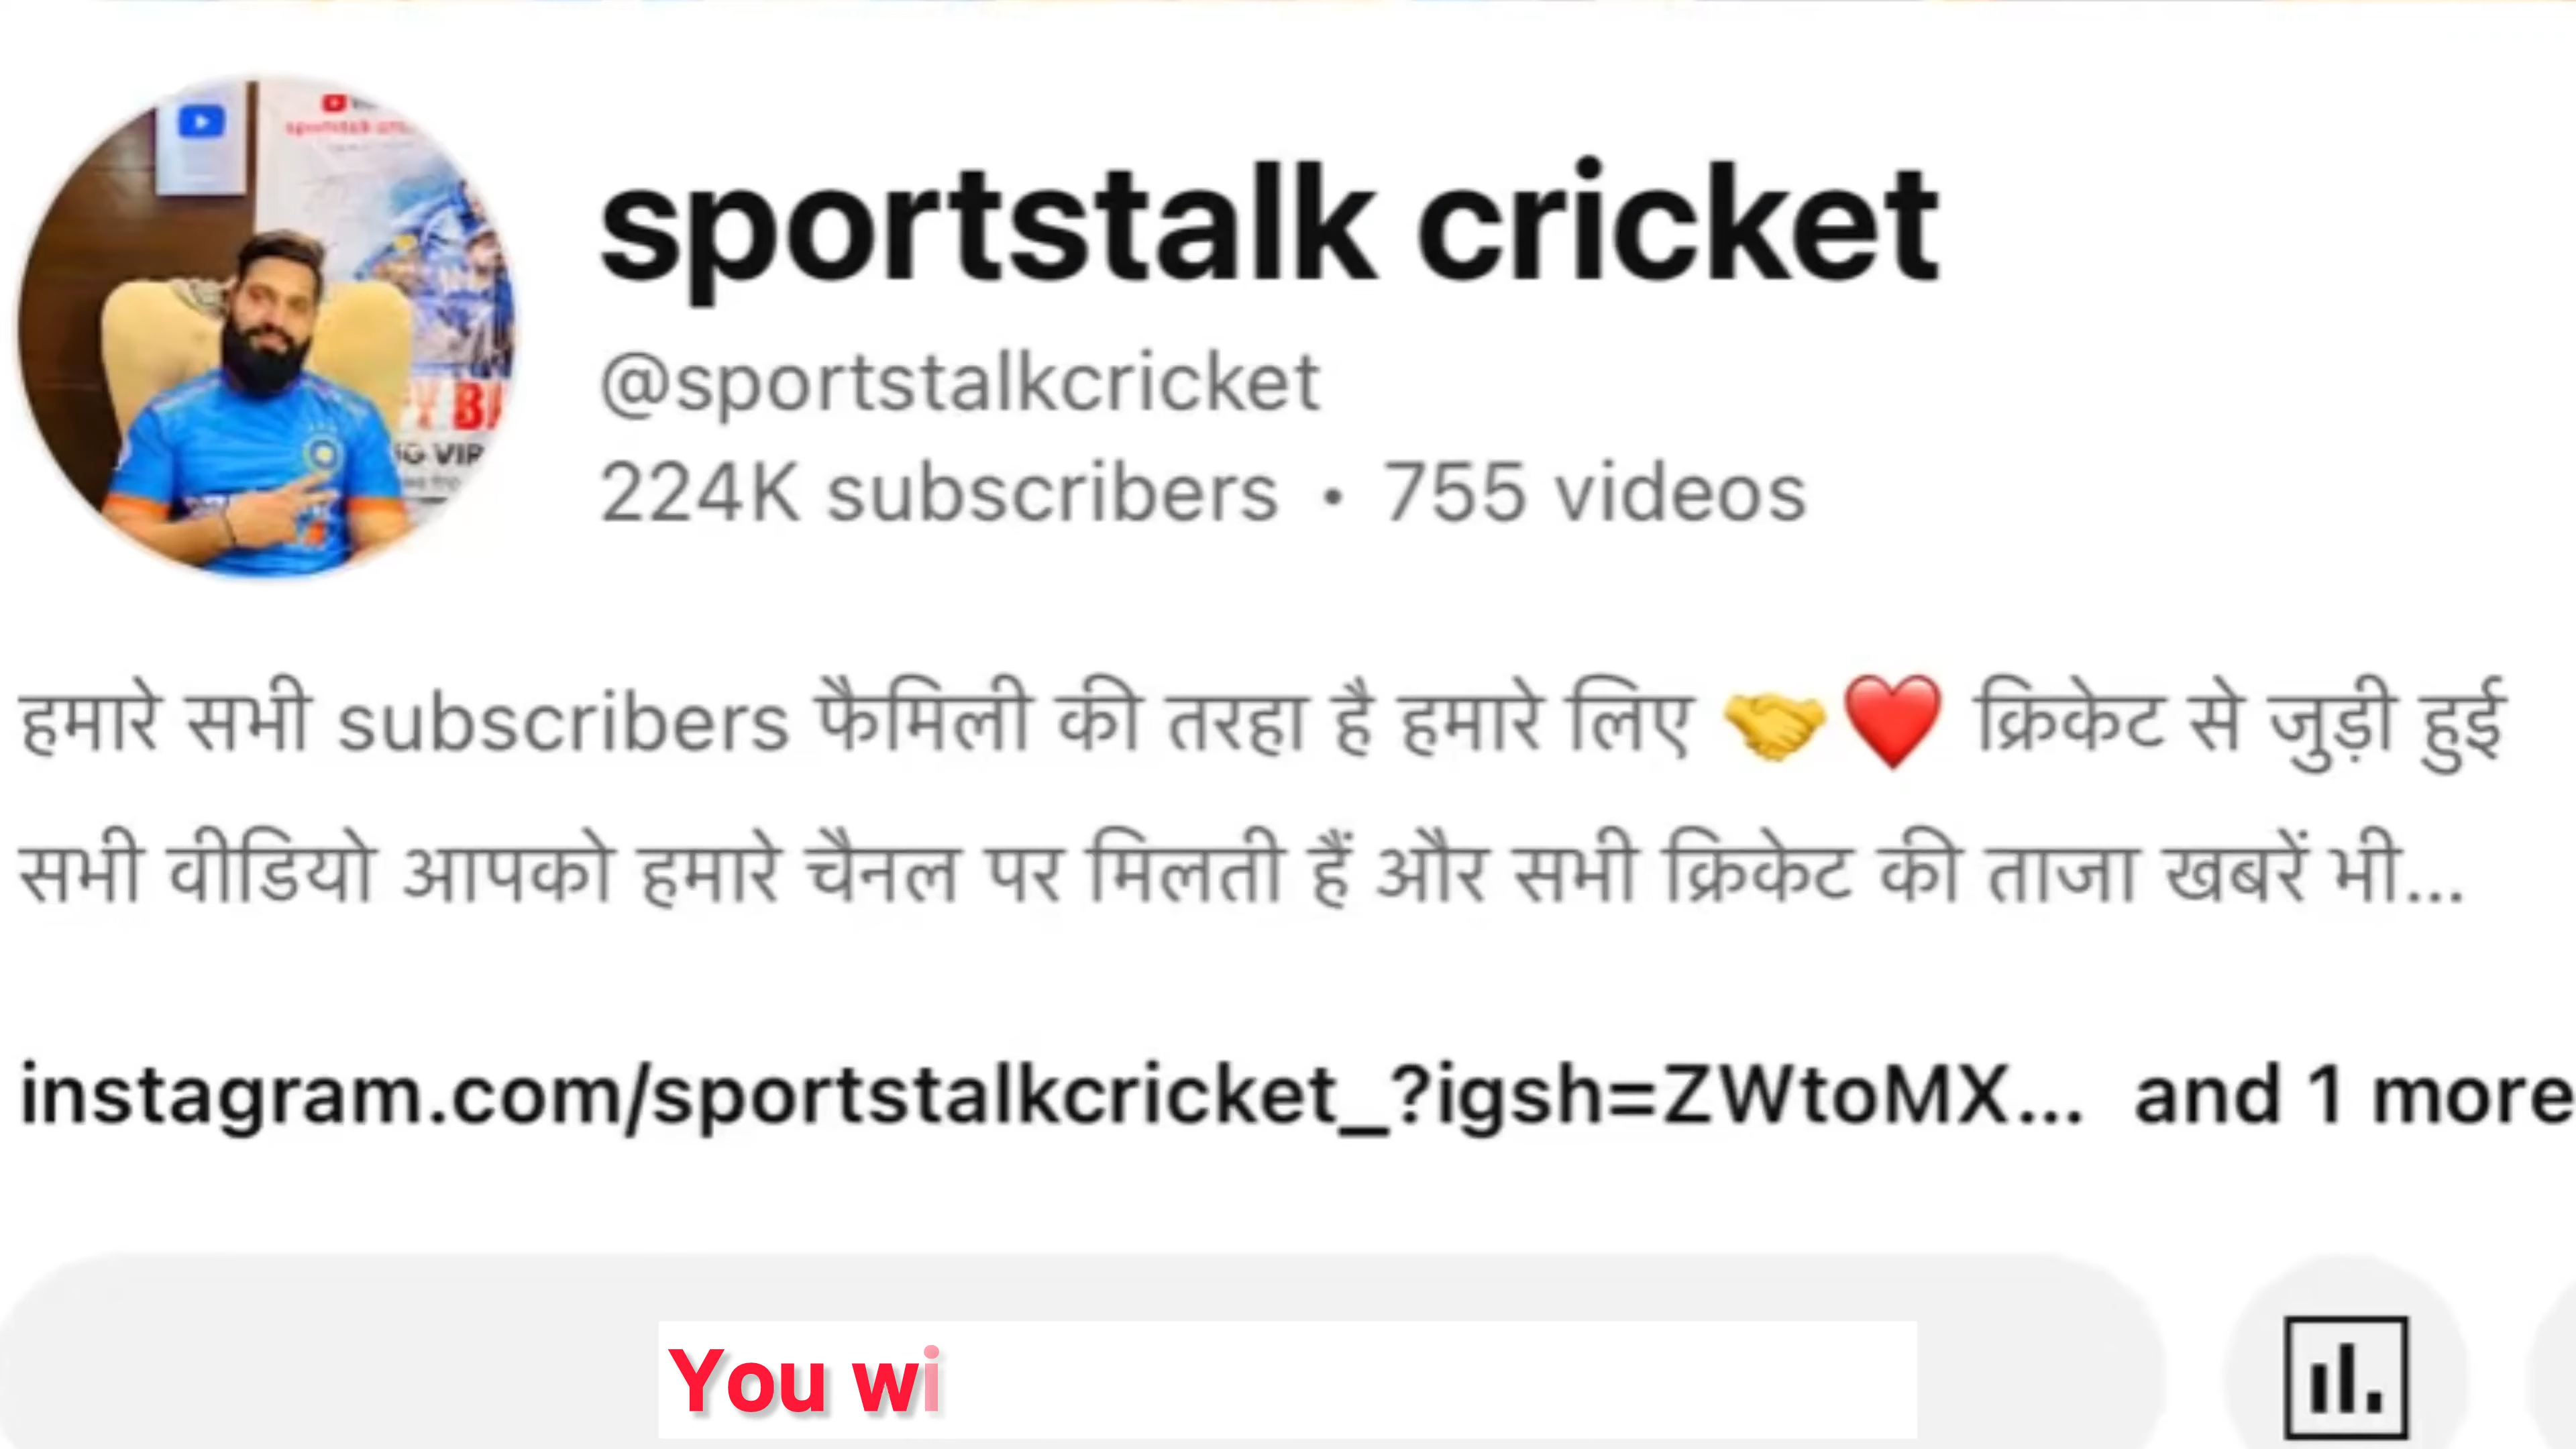 sportstalk cricket
@sportstalkcricket
224K subscribers • 755 videos
हमारे सभी subscribers फैमिली की तरहा है हमारे लिए 🤝❤️ क्रिकेट से जुड़ी हुई
सभी वीडियो आपको हमारे चैनल पर मिलती हैं और सभी क्रिकेट की ताजा खबरें भी...
instagram.com/sportstalkcricket_?igsh=ZWtoMX... and 1 more
You wi